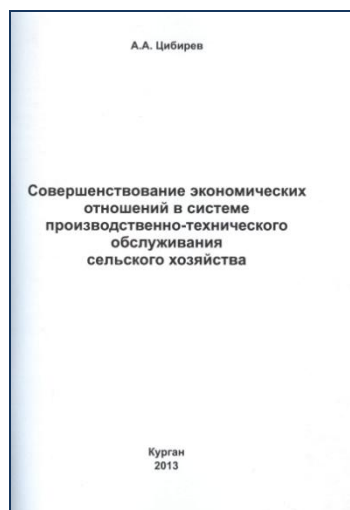 А.А. Цибирев
Совершенствование экономических
отношений в системе
производственно-технического
обслуживания
сельского хозяйства
Курган
2013